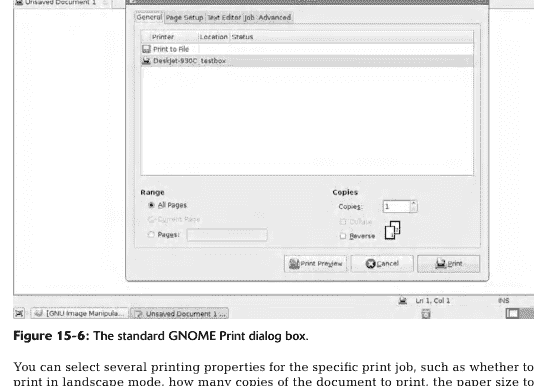 Unsaved Document 1
General Page Setup Text Editor Job Advanced
Printer Location Status
Print to File
DeskJet-930C testbox
Range
Copies
All Pages
Copies: 1
Current Page
Collate
Pages:
Reverse
Print Preview Cancel Print
Ln 1, Col 1 INS
[GNU Image Manipula... Unsaved Document 1 ...
Figure 15-6: The standard GNOME Print dialog box.
You can select several printing properties for the specific print job, such as whether to
print in landscape mode, how many copies of the document to print, the paper size to